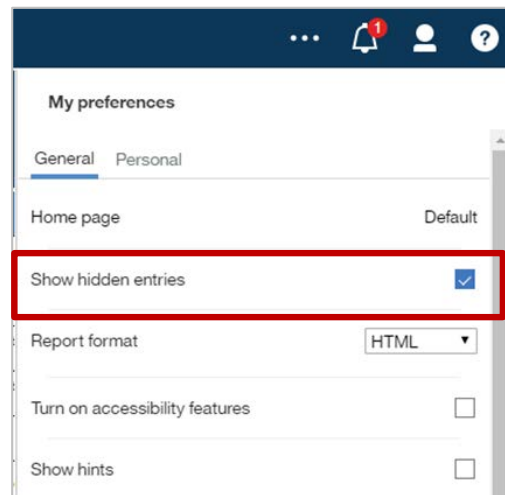 1
?
My preferences
General Personal
Home page Default
Show hidden entries
Report format HTML
Turn on accessibility features
Show hints